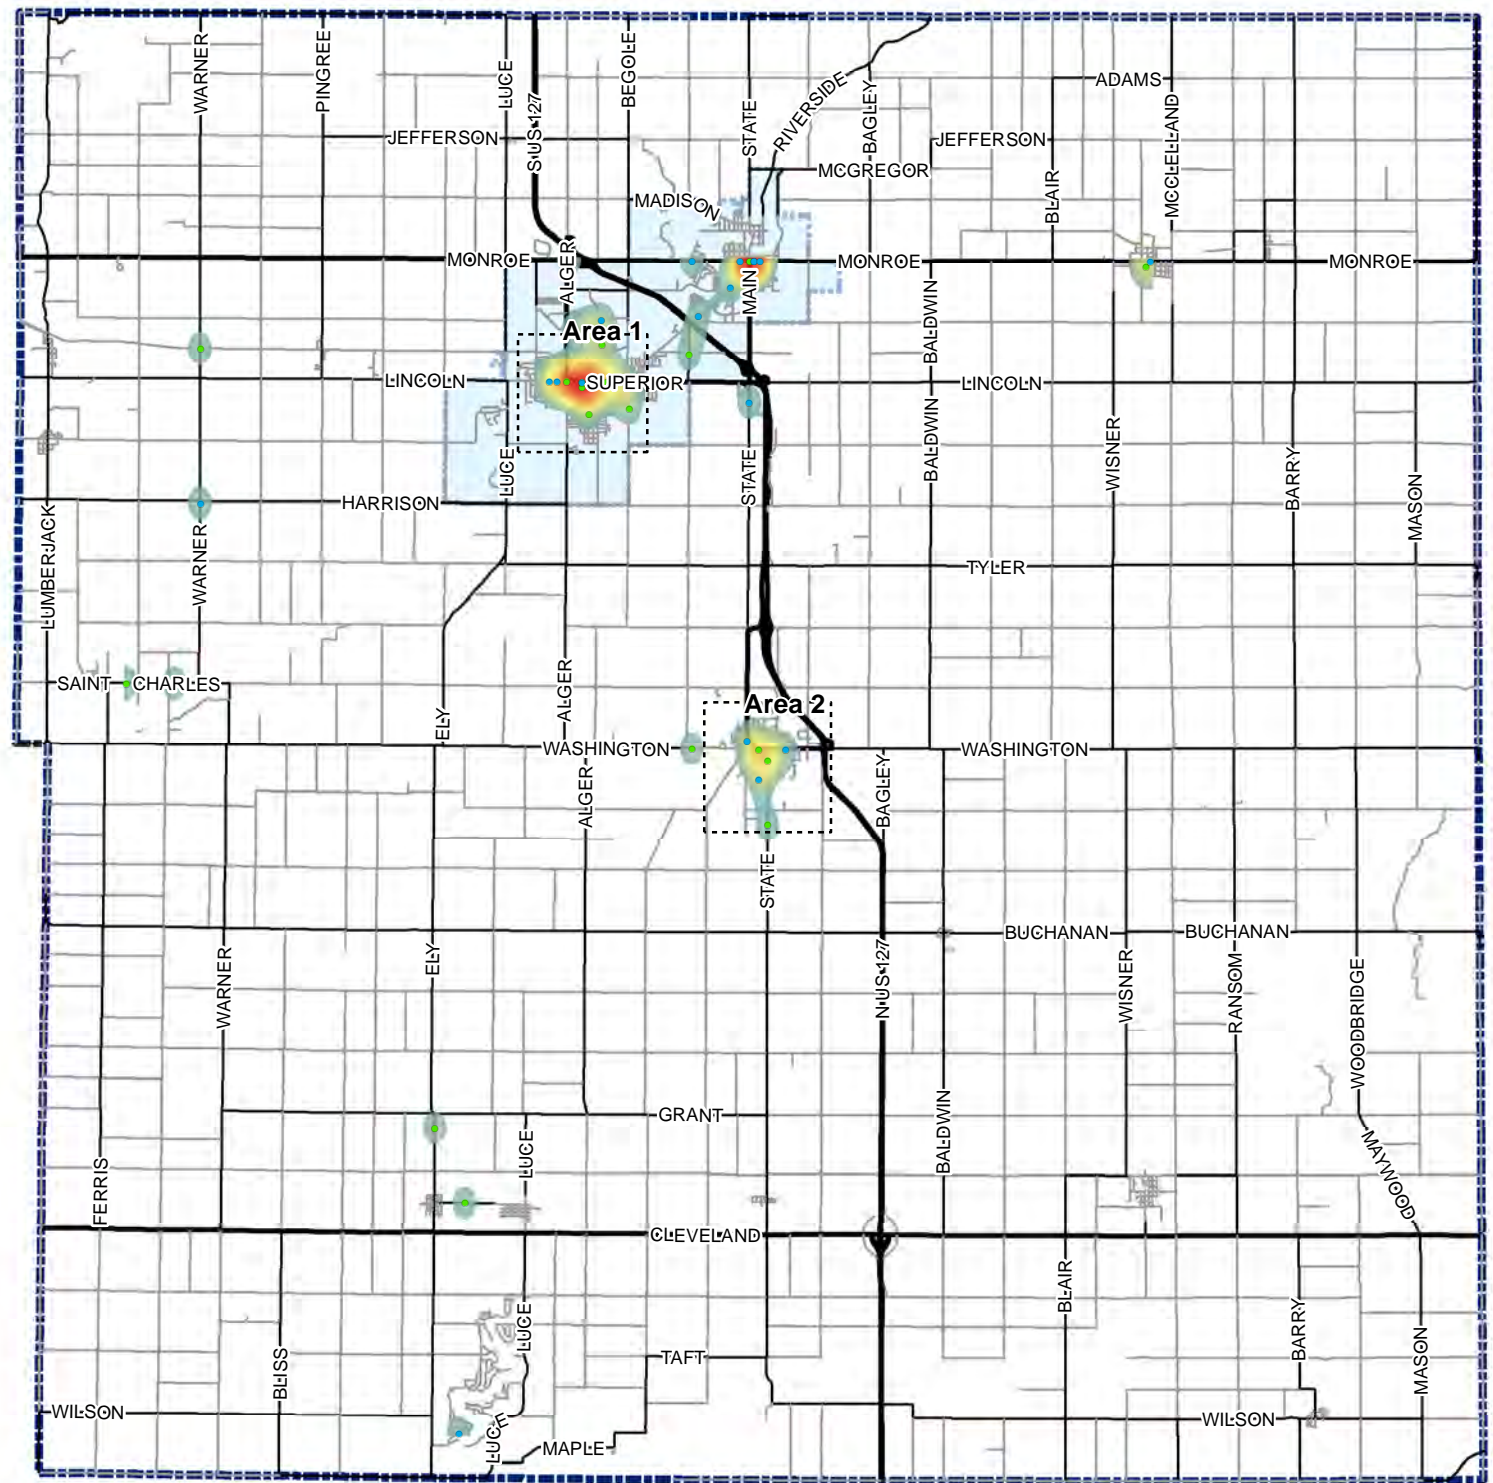 WARNER
PINGREE
LUCE
S US-127
BEGOLE
STATE
RIVERSIDE
BAGLEY
ADAMS
MCCLELLAND
JEFFERSON
JEFFERSON
MCGREGOR
BLAIR
MADISON
MONROE
ALGER
MAIN
MONROE
MONROE
BALDWIN
Area 1
LINCOLN
SUPERIOR
LINCOLN
LUCE
STATE
BALDWIN
WISNER
BARRY
MASON
HARRISON
LUMBERJACK
WARNER
TYLER
SAINT CHARLES
ELY
ALGER
Area 2
WASHINGTON
WASHINGTON
ALGER
BAGLEY
STATE
BUCHANAN
BUCHANAN
WARNER
ELY
N US-127
WISNER
RANSOM
WOODBRIDGE
GRANT
FERRIS
LUCE
BALDWIN
MAYWOOD
CLEVELAND
BLISS
LUCE
TAFT
BLAIR
BARRY
MASON
WILSON
LUCE
MAPLE
WILSON